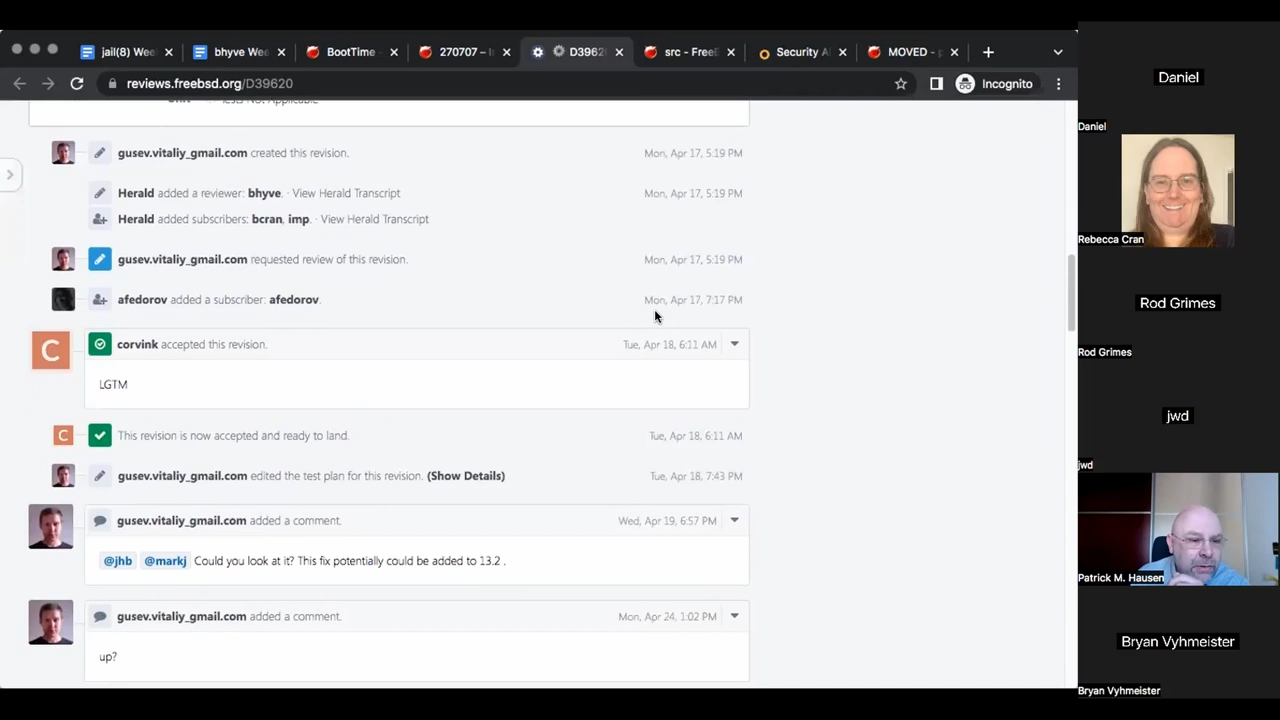 jail(8) Wee
bhyve Wee
BootTime -
270707 – I
D39620
src - FreeE
Security A
MOVED - p
reviews.freebsd.org/D39620
Incognito
Tests Not Applicable
gusev.vitaliy_gmail.com created this revision.
Mon, Apr 17, 5:19 PM
Herald added a reviewer: bhyve. · View Herald Transcript
Mon, Apr 17, 5:19 PM
Herald added subscribers: bcran, imp. · View Herald Transcript
gusev.vitaliy_gmail.com requested review of this revision.
Mon, Apr 17, 5:19 PM
afedorov added a subscriber: afedorov.
Mon, Apr 17, 7:17 PM
C
corvink accepted this revision.
Tue, Apr 18, 6:11 AM
LGTM
C
This revision is now accepted and ready to land.
Tue, Apr 18, 6:11 AM
gusev.vitaliy_gmail.com edited the test plan for this revision. (Show Details)
Tue, Apr 18, 7:43 PM
gusev.vitaliy_gmail.com added a comment.
Wed, Apr 19, 6:57 PM
@jhb @markj Could you look at it? This fix potentially could be added to 13.2 .
gusev.vitaliy_gmail.com added a comment.
Mon, Apr 24, 1:02 PM
up?
Daniel
Daniel
Rebecca Cran
Rod Grimes
Rod Grimes
jwd
jwd
Patrick M. Hausen
Bryan Vyhmeister
Bryan Vyhmeister